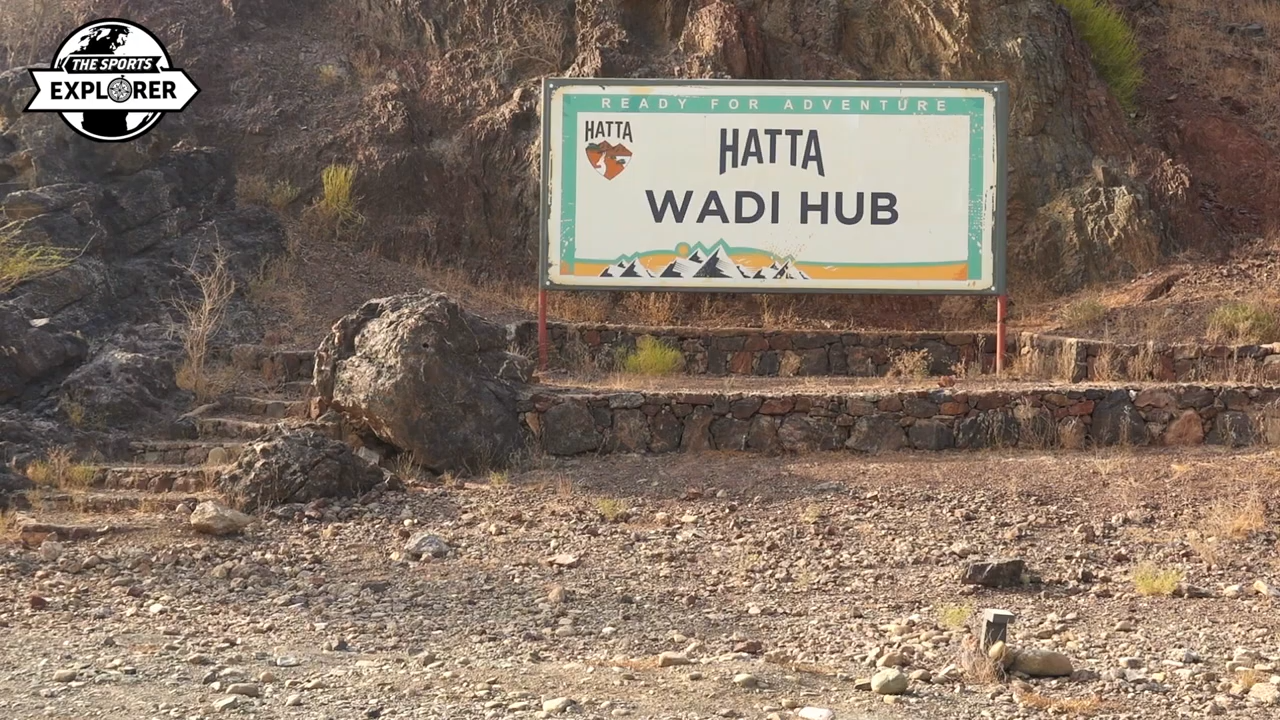 THE SPORTS
EXPLORER
READY FOR ADVENTURE
HATTA
HATTA
WADI HUB